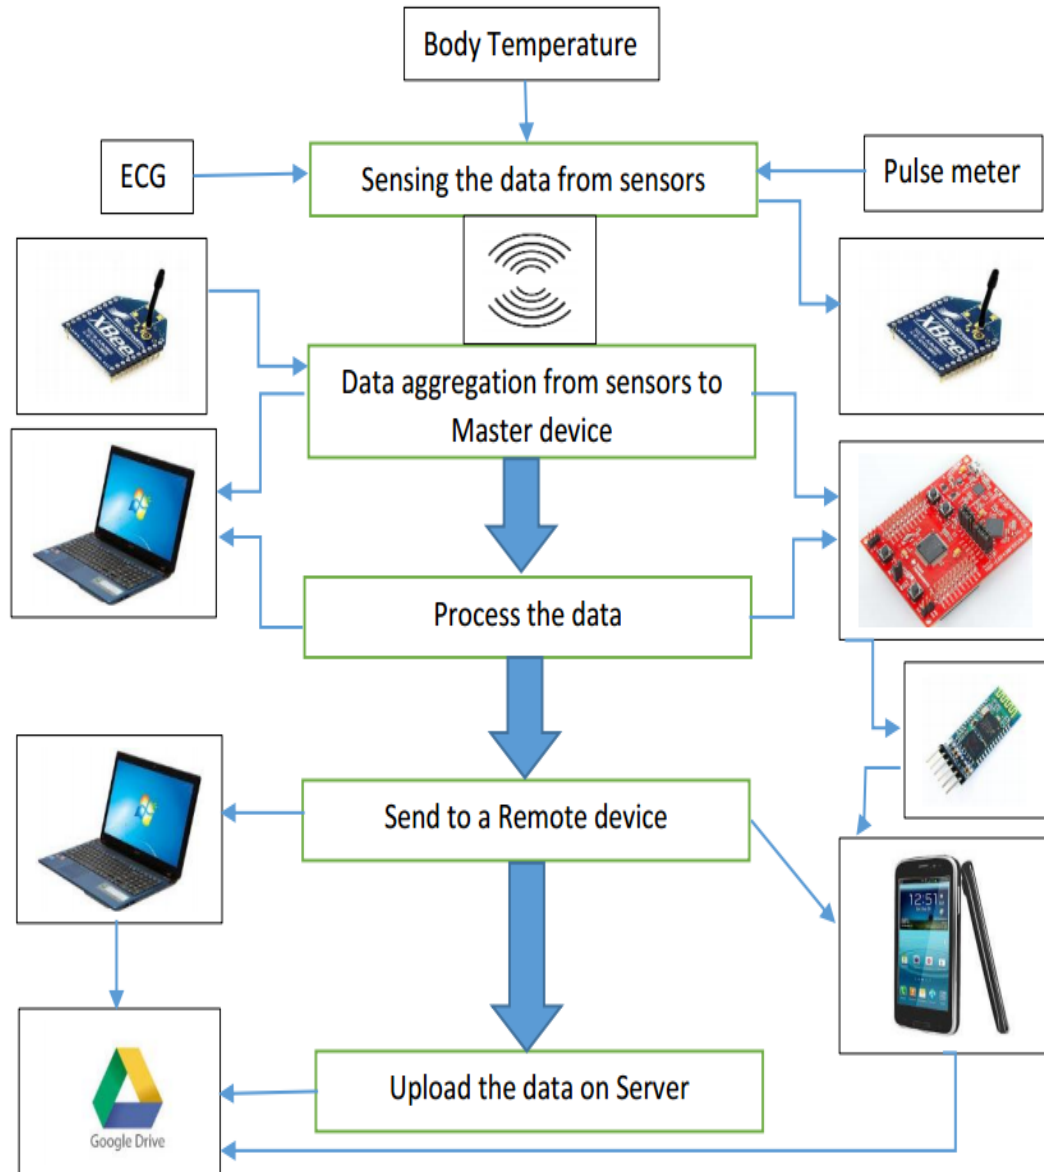 Body Temperature
ECG
Sensing the data from sensors
Pulse meter
XBee
XBee
Data aggregation from sensors to
Master device
Process the data
Send to a Remote device
12:51
Upload the data on Server
Google Drive